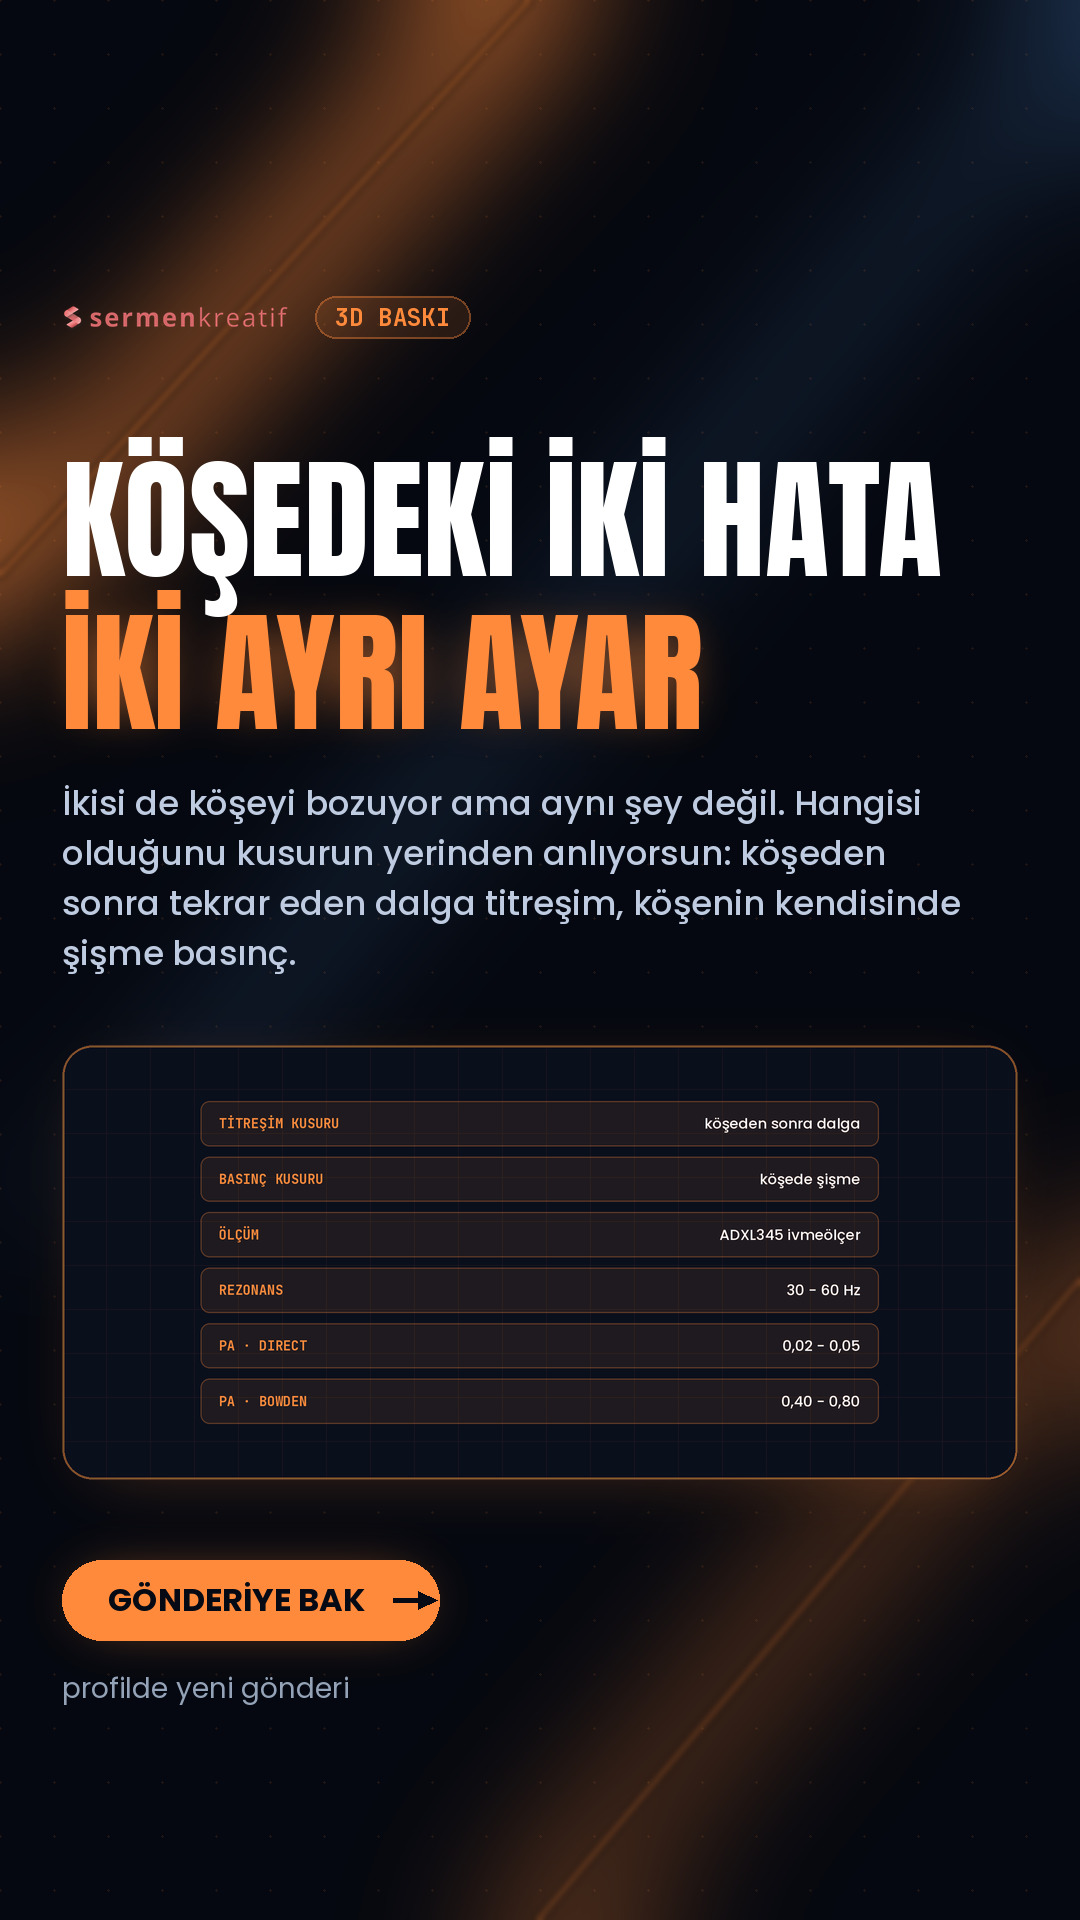 sermenkreatif
3D BASKI
KÖŞEDEKİ İKİ HATA
İKİ AYRI AYAR
İkisi de köşeyi bozuyor ama aynı şey değil. Hangisi
olduğunu kusurun yerinden anlıyorsun: köşeden
sonra tekrar eden dalga titreşim, köşenin kendisinde
şişme basınç.
TİTREŞİM KUSURU köşeden sonra dalga
BASINÇ KUSURU köşede şişme
ÖLÇÜM ADXL345 ivmeölçer
REZONANS 30 - 60 Hz
PA · DIRECT 0,02 - 0,05
PA · BOWDEN 0,40 - 0,80
GÖNDERİYE BAK
profilde yeni gönderi